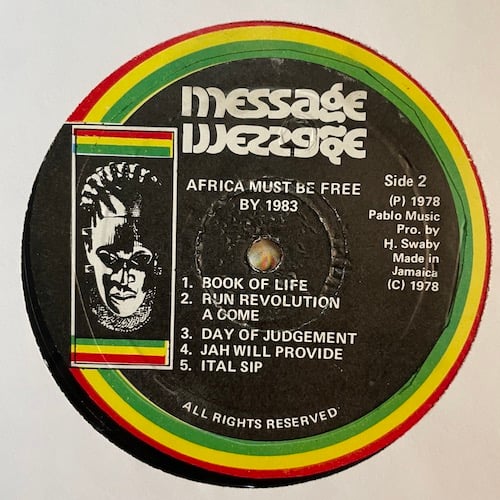 message
message
AFRICA MUST BE FREE
BY 1983
Side 2
(P) 1978
Pablo Music
Pro. by
H. Swaby
Made in
Jamaica
(C) 1978
1. BOOK OF LIFE
2. RUN REVOLUTION
A COME
3. DAY OF JUDGEMENT
4. JAH WILL PROVIDE
5. ITAL SIP
ALL RIGHTS RESERVED